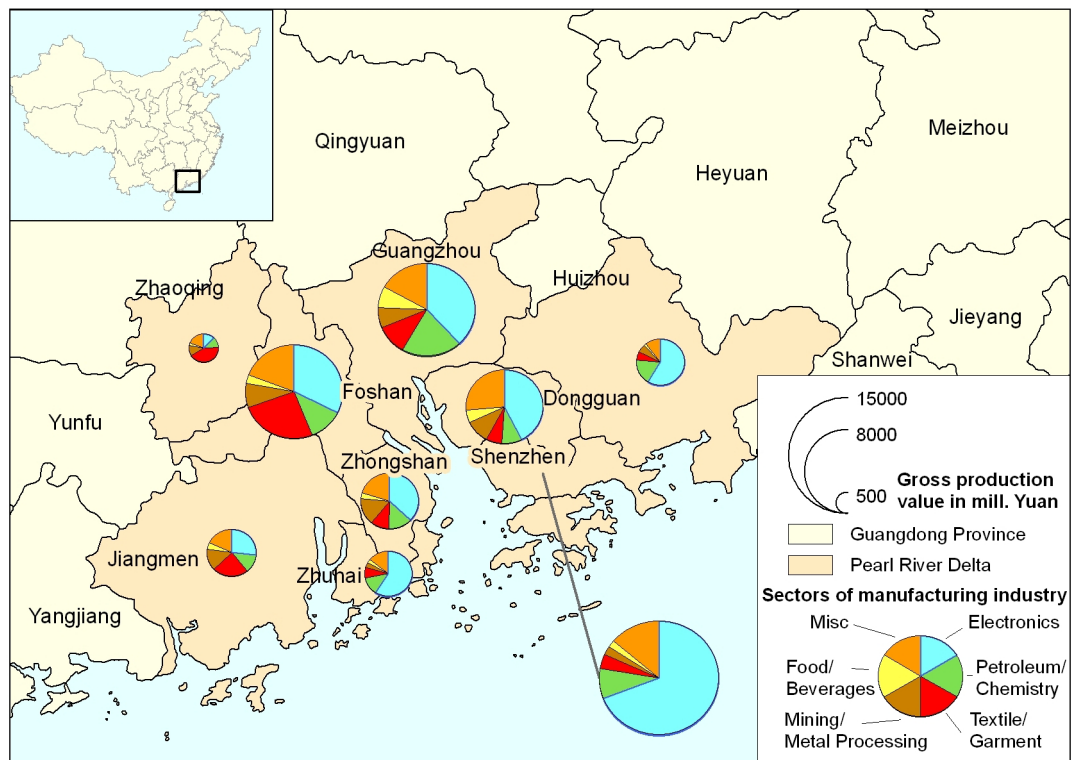 Qingyuan
Meizhou
Heyuan
Guangzhou
Huizhou
Zhaoqing
Jieyang
Shanwei
Foshan
Dongguan
Yunfu
Zhongshan
Shenzhen
Jiangmen
Zhuhai
Yangjiang
15000
8000
500
Gross production
value in mill. Yuan
Guangdong Province
Pearl River Delta
Sectors of manufacturing industry
Misc
Electronics
Food/
Beverages
Petroleum/
Chemistry
Mining/
Metal Processing
Textile/
Garment